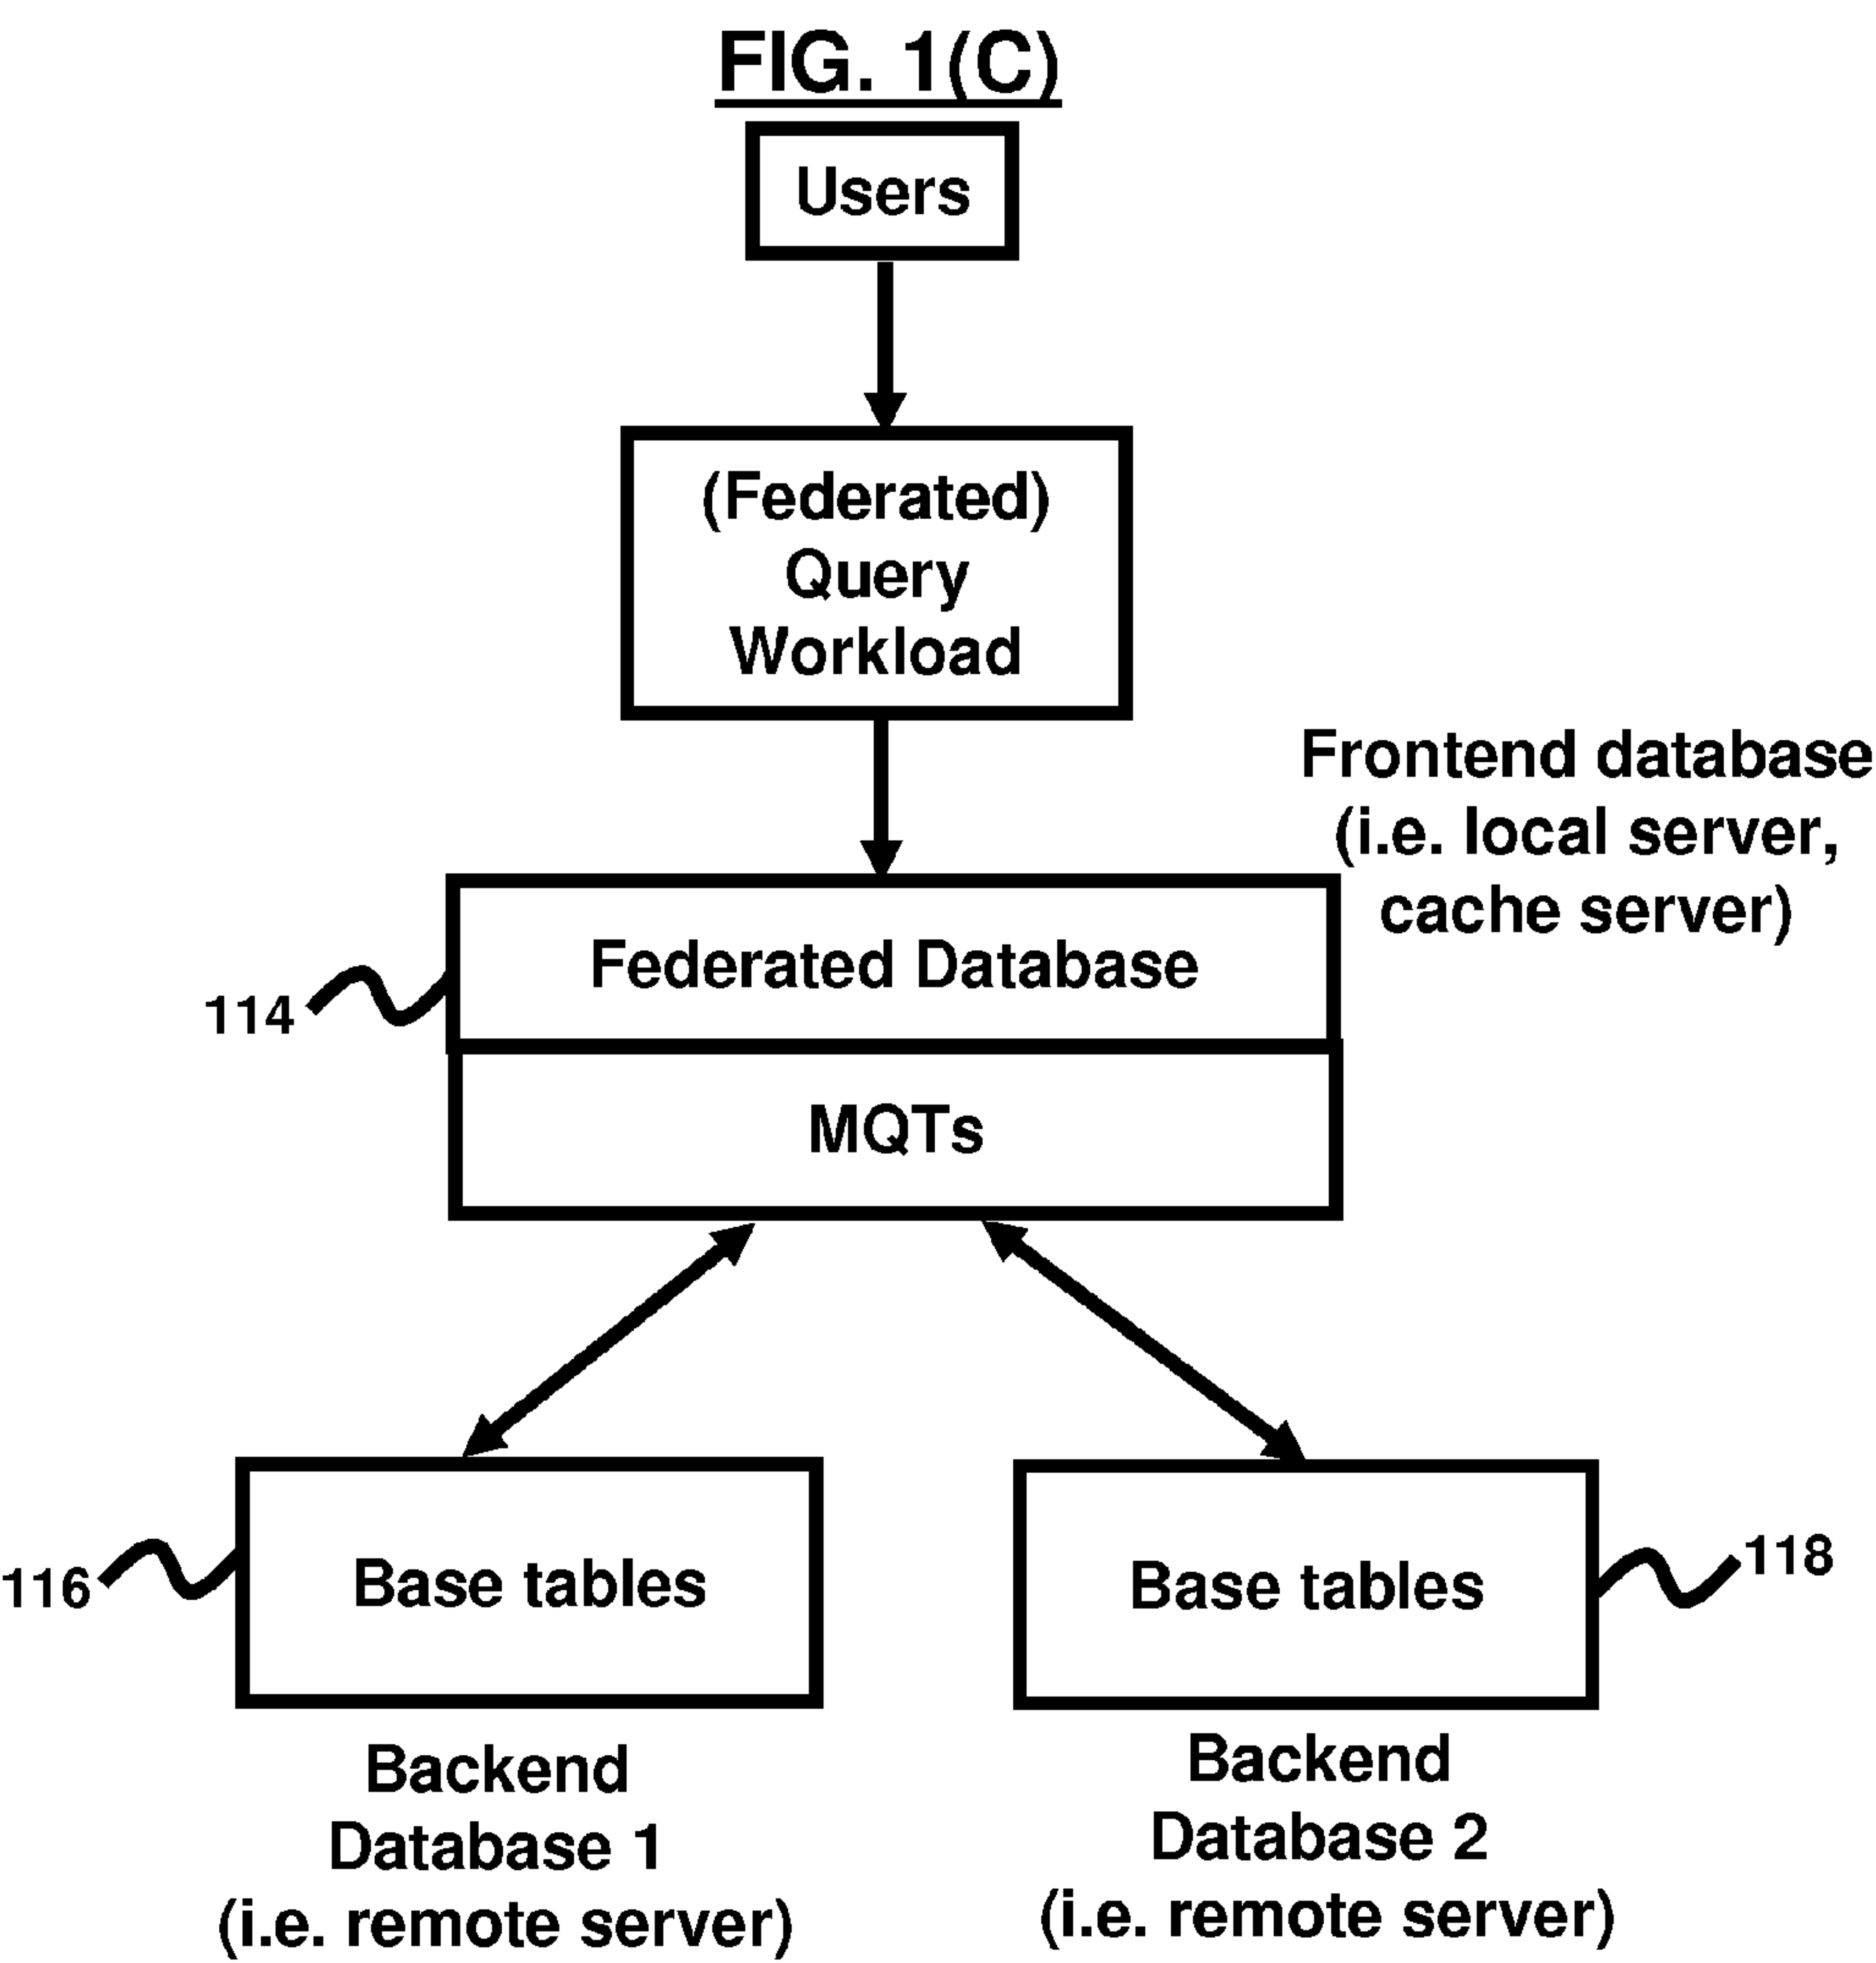 FIG. 1(C)
Users
(Federated)
Query
Workload
Frontend database
(i.e. local server,
cache server)
Federated Database
114
MQTs
116
Base tables
Base tables
118
Backend
Database 1
(i.e. remote server)
Backend
Database 2
(i.e. remote server)